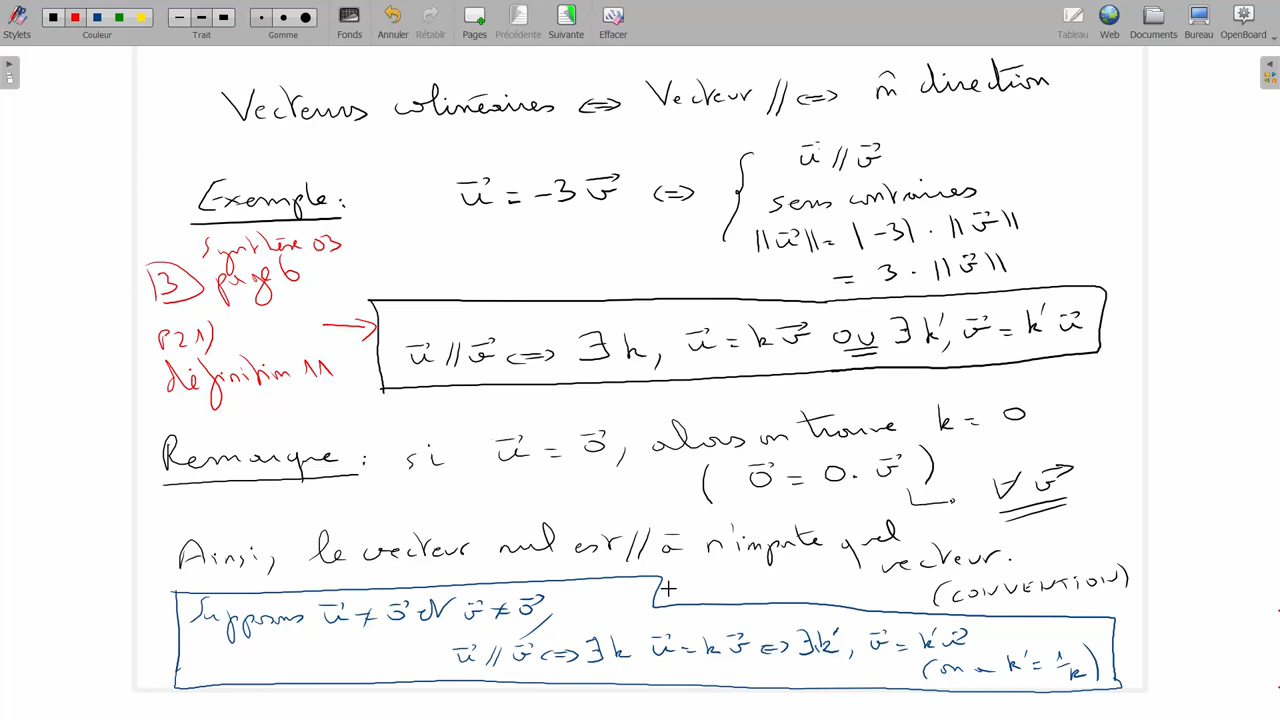 Stylets Couleur Trait Gomme Fonds Annuler Rétablir Pages Précédente Suivante Effacer Tableau Web Documents Bureau OpenBoard
Vecteurs colinéaires ⟺ Vecteur // ⟺ m̂ direction
Exemple : u⃗ = -3 v⃗ ⟺ { u⃗ // v⃗
sens contraires
||u⃗|| = |-3| · ||v⃗||
= 3 · ||v⃗||
Synthèse 03
13) page 6
P21)
définition 11
→ u⃗ // v⃗ ⟺ ∃ k, u⃗ = k v⃗ ou ∃ k', v⃗ = k' u⃗
Remarque : si u⃗ = 0⃗, alors on trouve k = 0
( 0⃗ = 0 · v⃗ )
∀ v⃗
Ainsi, le vecteur nul est // à n'importe quel
vecteur.
(CONVENTION)
Supposons u⃗ ≠ 0⃗ et v⃗ ≠ 0⃗
u⃗ // v⃗ ⟺ ∃ k u⃗ = k v⃗ ⟺ ∃ k', v⃗ = k' u⃗
(on a k' = 1/k)